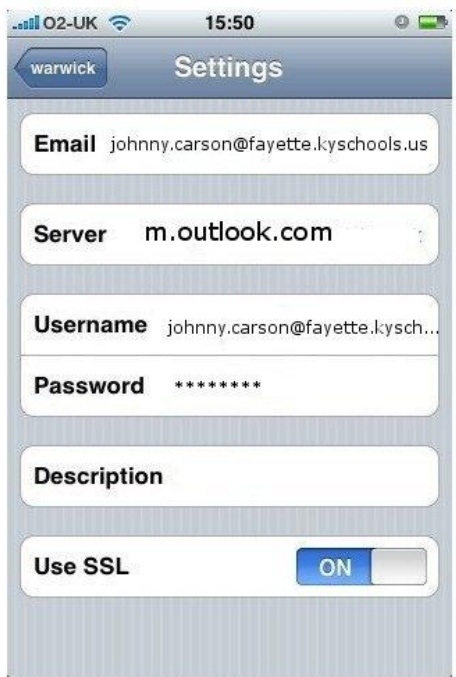 O2-UK 15:50
warwick Settings
Email johnny.carson@fayette.kyschools.us
Server m.outlook.com
Username johnny.carson@fayette.kysch...
Password ********
Description
Use SSL ON